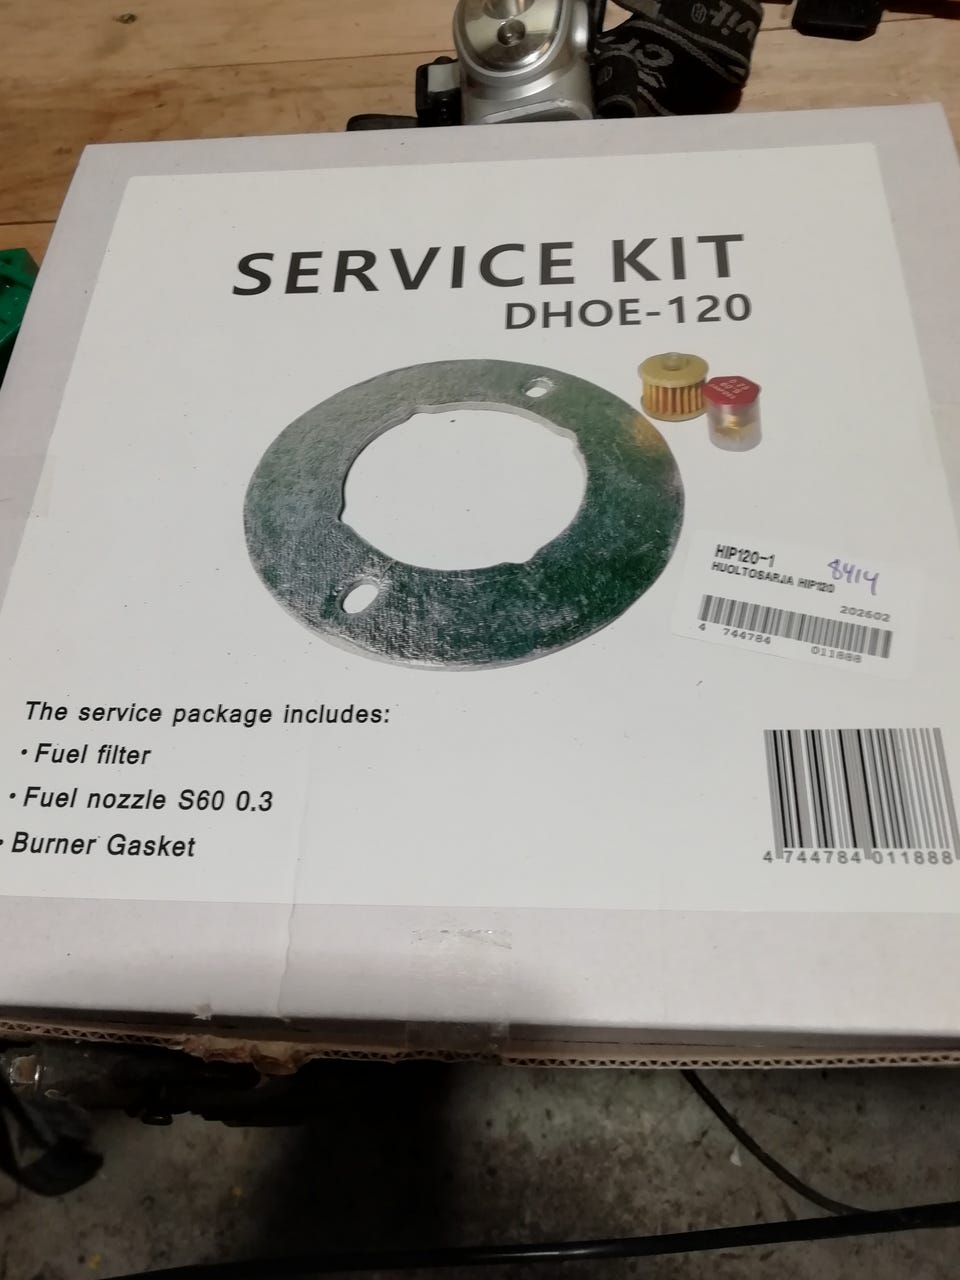 SERVICE KIT
DHOE-120
HIP120-1
8414
HUOLTOSARJA HIP120
202602
4 744784 011888
The service package includes:
• Fuel filter
• Fuel nozzle S60 0.3
• Burner Gasket
4 744784 011888